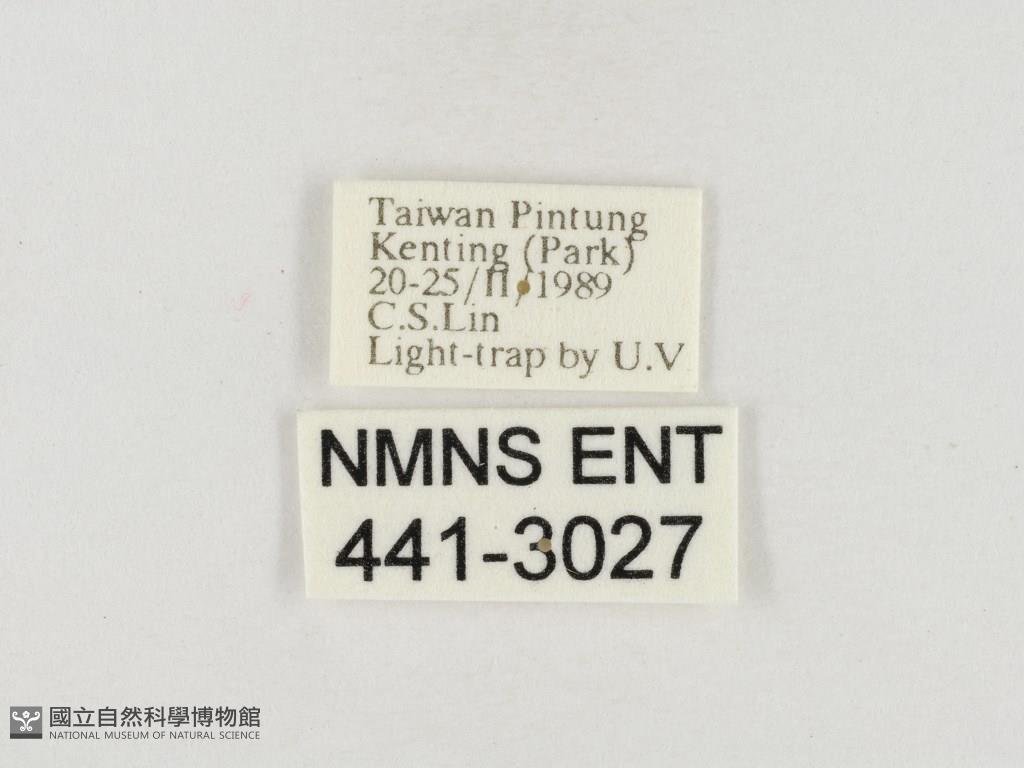 Taiwan Pintung
Kenting (Park)
20-25/II/1989
C.S.Lin
Light-trap by U.V
NMNS ENT
441-3027
國立自然科學博物館
NATIONAL MUSEUM OF NATURAL SCIENCE